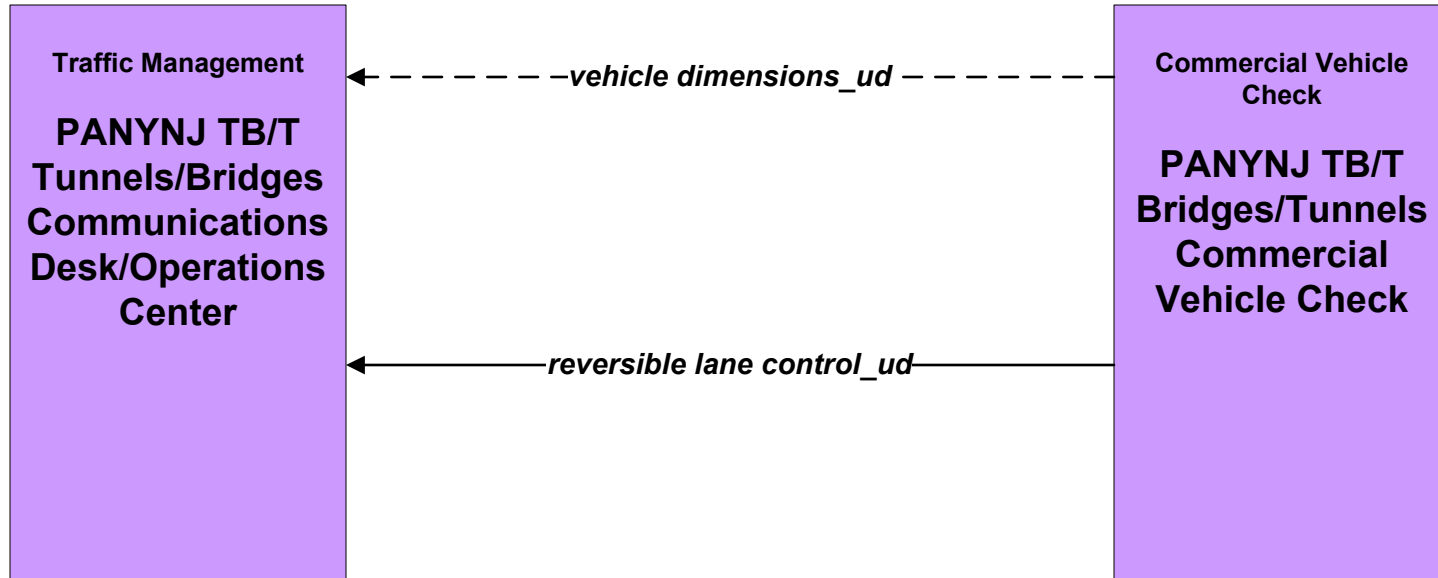 Traffic Management
PANYNJ TB/T
Tunnels/Bridges
Communications
Desk/Operations
Center
vehicle dimensions_ud
reversible lane control_ud
Commercial Vehicle
Check
PANYNJ TB/T
Bridges/Tunnels
Commercial
Vehicle Check